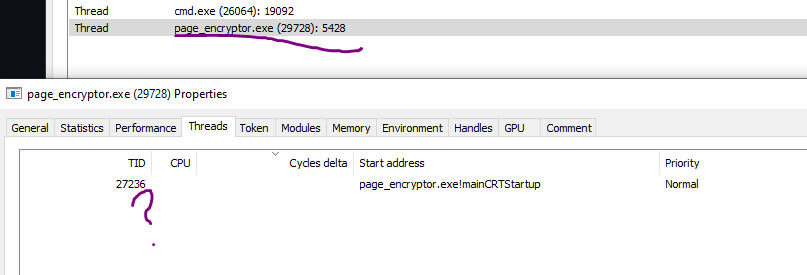 Thread cmd.exe (26064): 19092
Thread page_encryptor.exe (29728): 5428
page_encryptor.exe (29728) Properties
General Statistics Performance Threads Token Modules Memory Environment Handles GPU Comment
TID CPU Cycles delta Start address Priority
27236 page_encryptor.exe!mainCRTStartup Normal
?